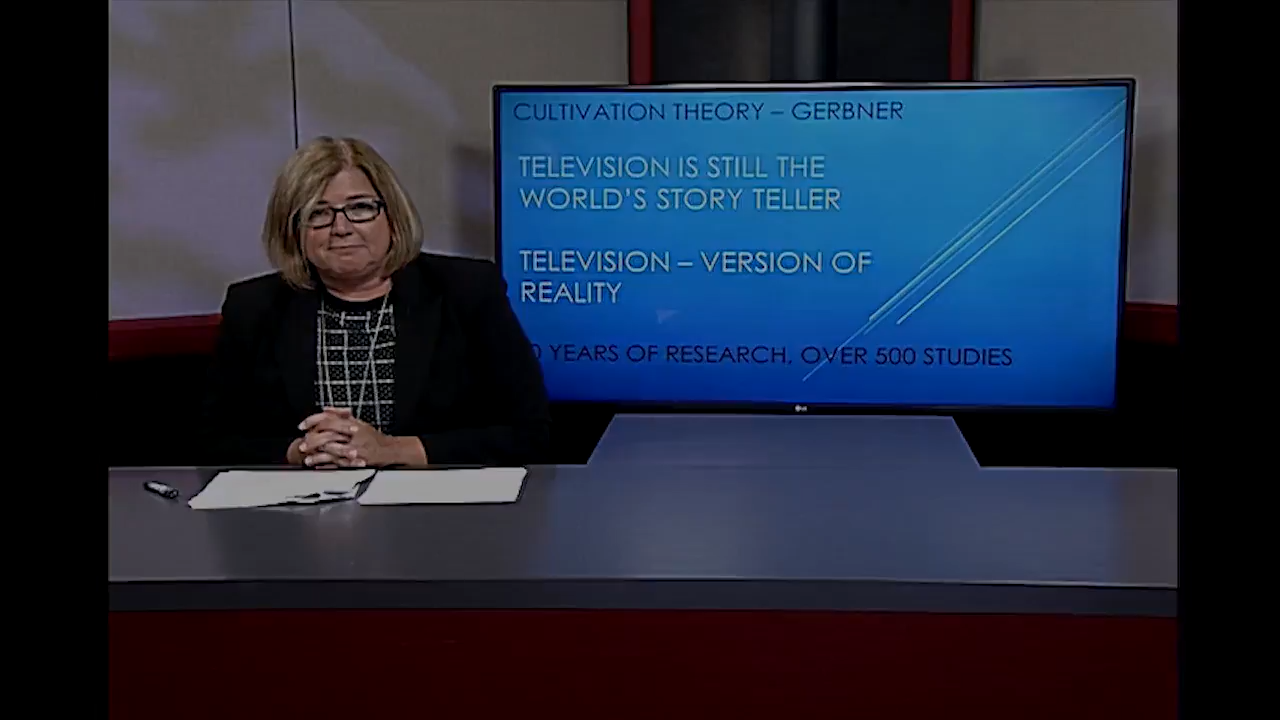 CULTIVATION THEORY – GERBNER
TELEVISION IS STILL THE
WORLD'S STORY TELLER
TELEVISION – VERSION OF
REALITY
YEARS OF RESEARCH, OVER 500 STUDIES
LG